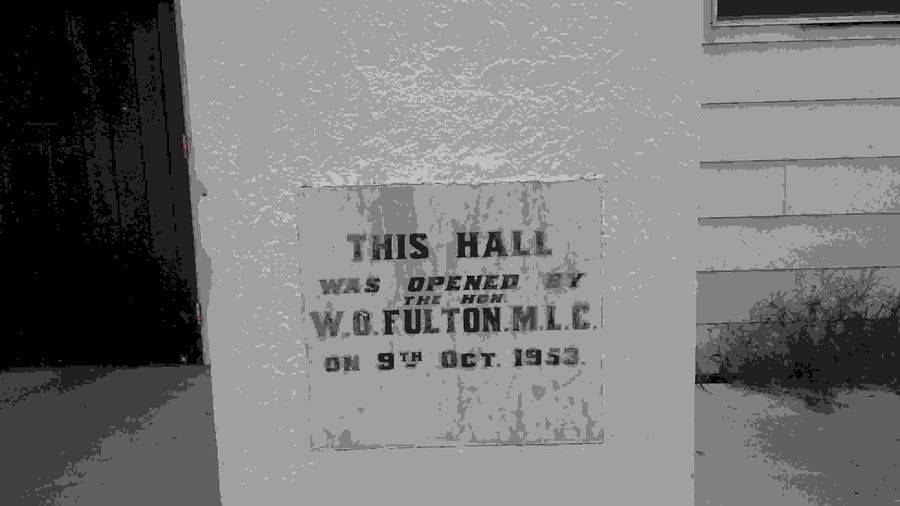 THIS HALL
WAS OPENED BY
THE HON
W.O.FULTON.M.L.C.
ON 9TH OCT. 1953.